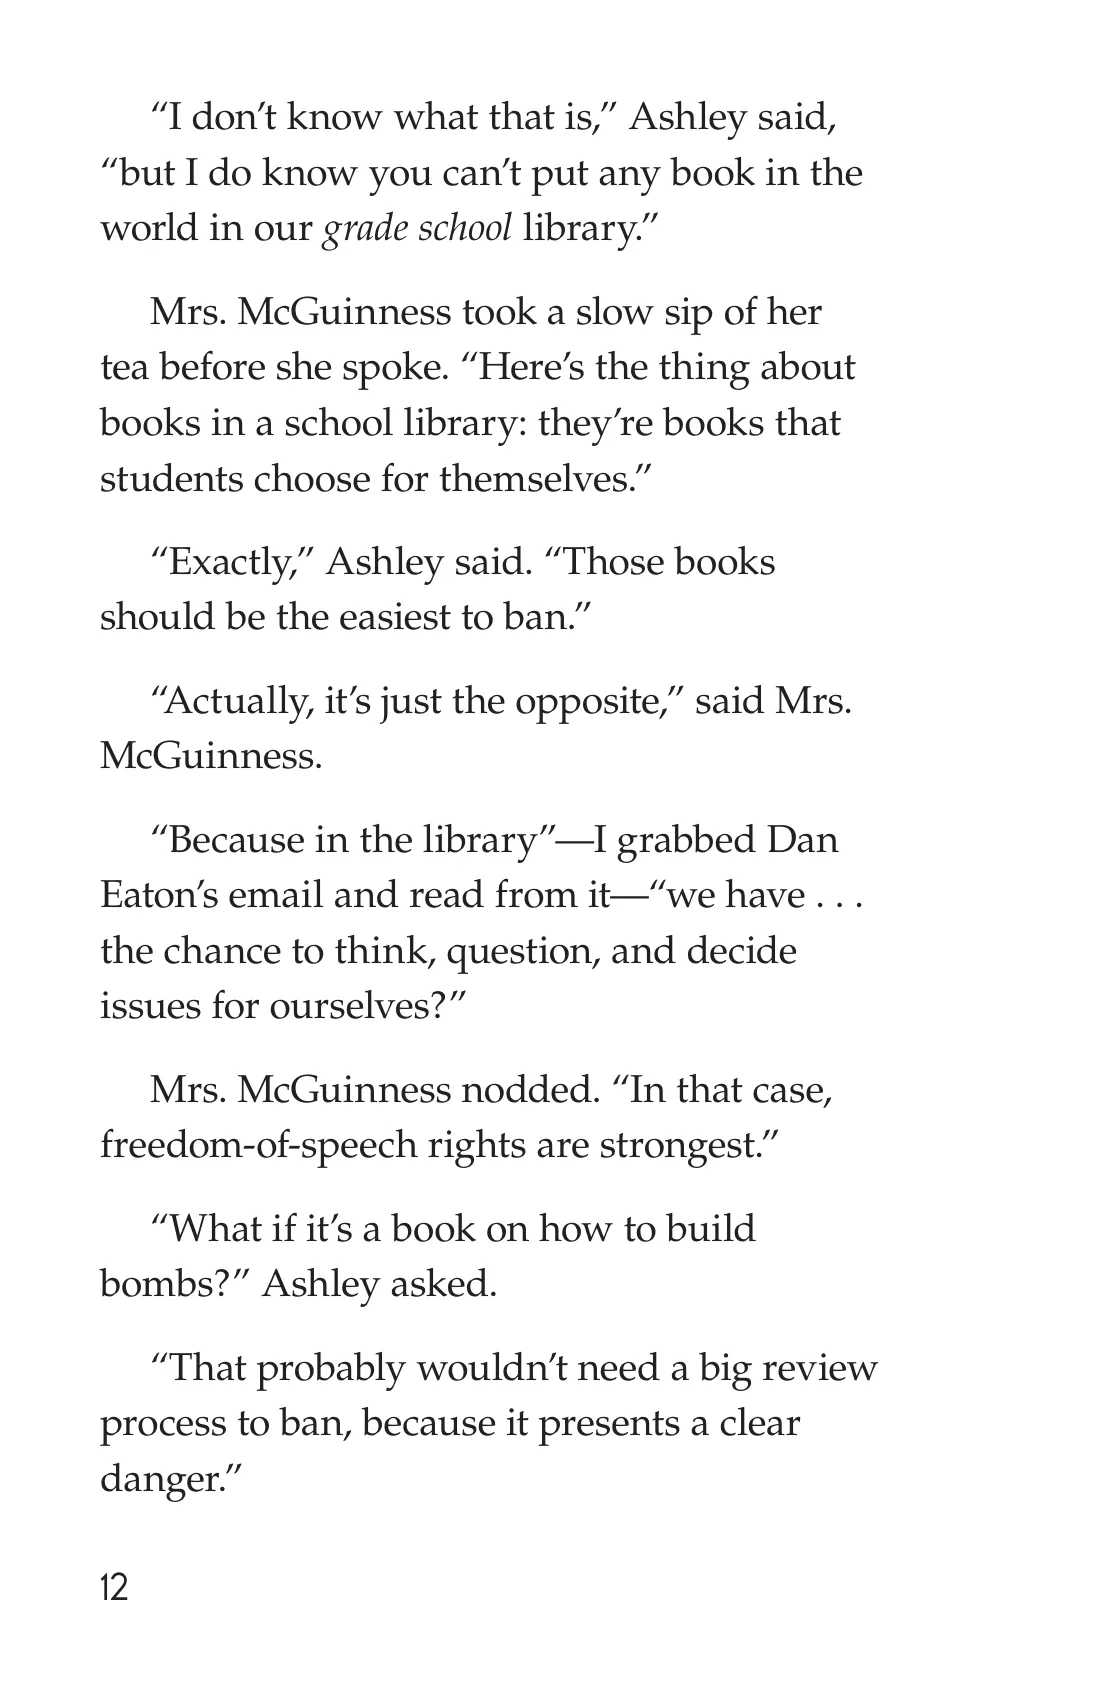 “I don’t know what that is,” Ashley said,
“but I do know you can’t put any book in the
world in our grade school library.”
Mrs. McGuinness took a slow sip of her
tea before she spoke. “Here’s the thing about
books in a school library: they’re books that
students choose for themselves.”
“Exactly,” Ashley said. “Those books
should be the easiest to ban.”
“Actually, it’s just the opposite,” said Mrs.
McGuinness.
“Because in the library”—I grabbed Dan
Eaton’s email and read from it—“we have . . .
the chance to think, question, and decide
issues for ourselves?”
Mrs. McGuinness nodded. “In that case,
freedom-of-speech rights are strongest.”
“What if it’s a book on how to build
bombs?” Ashley asked.
“That probably wouldn’t need a big review
process to ban, because it presents a clear
danger.”
12